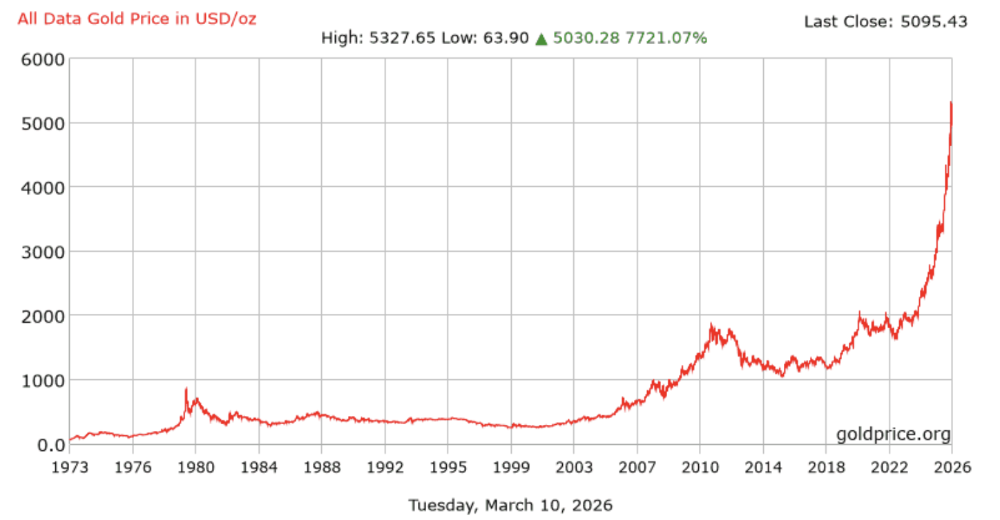 All Data Gold Price in USD/oz
Last Close: 5095.43
High: 5327.65 Low: 63.90 ▲ 5030.28 7721.07%
6000
5000
4000
3000
2000
1000
0.0
goldprice.org
1973 1976 1980 1984 1988 1992 1995 1999 2003 2007 2010 2014 2018 2022 2026
Tuesday, March 10, 2026